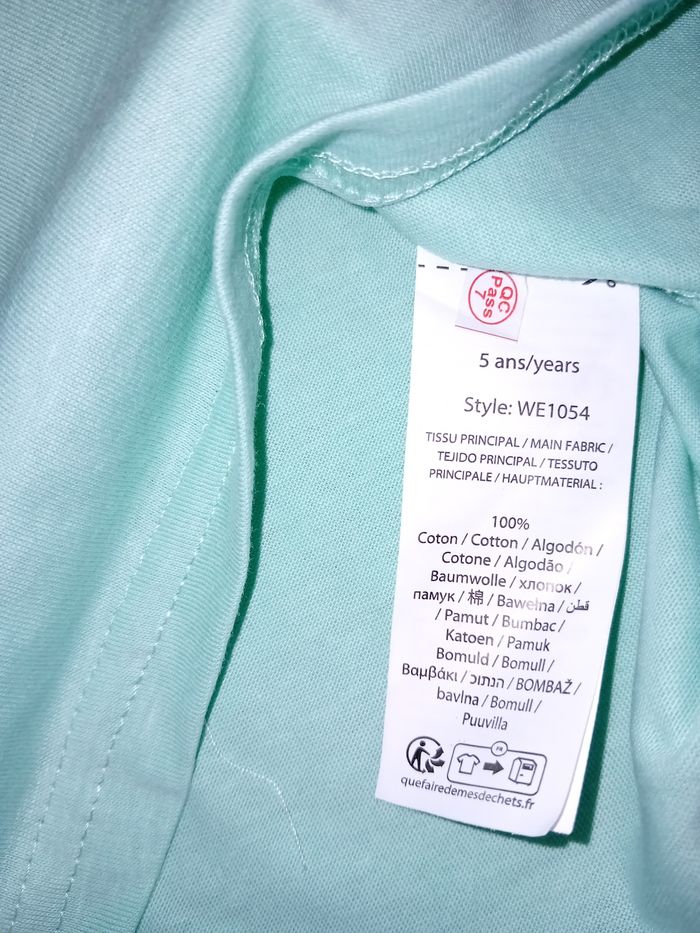 QC
Pass
7
5 ans/years
Style: WE1054
TISSU PRINCIPAL / MAIN FABRIC /
TEJIDO PRINCIPAL / TESSUTO
PRINCIPALE / HAUPTMATERIAL :
100%
Coton / Cotton / Algodón /
Cotone / Algodão /
Baumwolle / хлопок /
памук / 棉 / Bawełna / قطن
/ Pamut / Bumbac /
Katoen / Pamuk
Bomuld / Bomull /
Βαμβάκι / הנתוכ / BOMBAŽ /
bavlna / Bomull /
Puuvilla
FR
quefairedemesdechets.fr